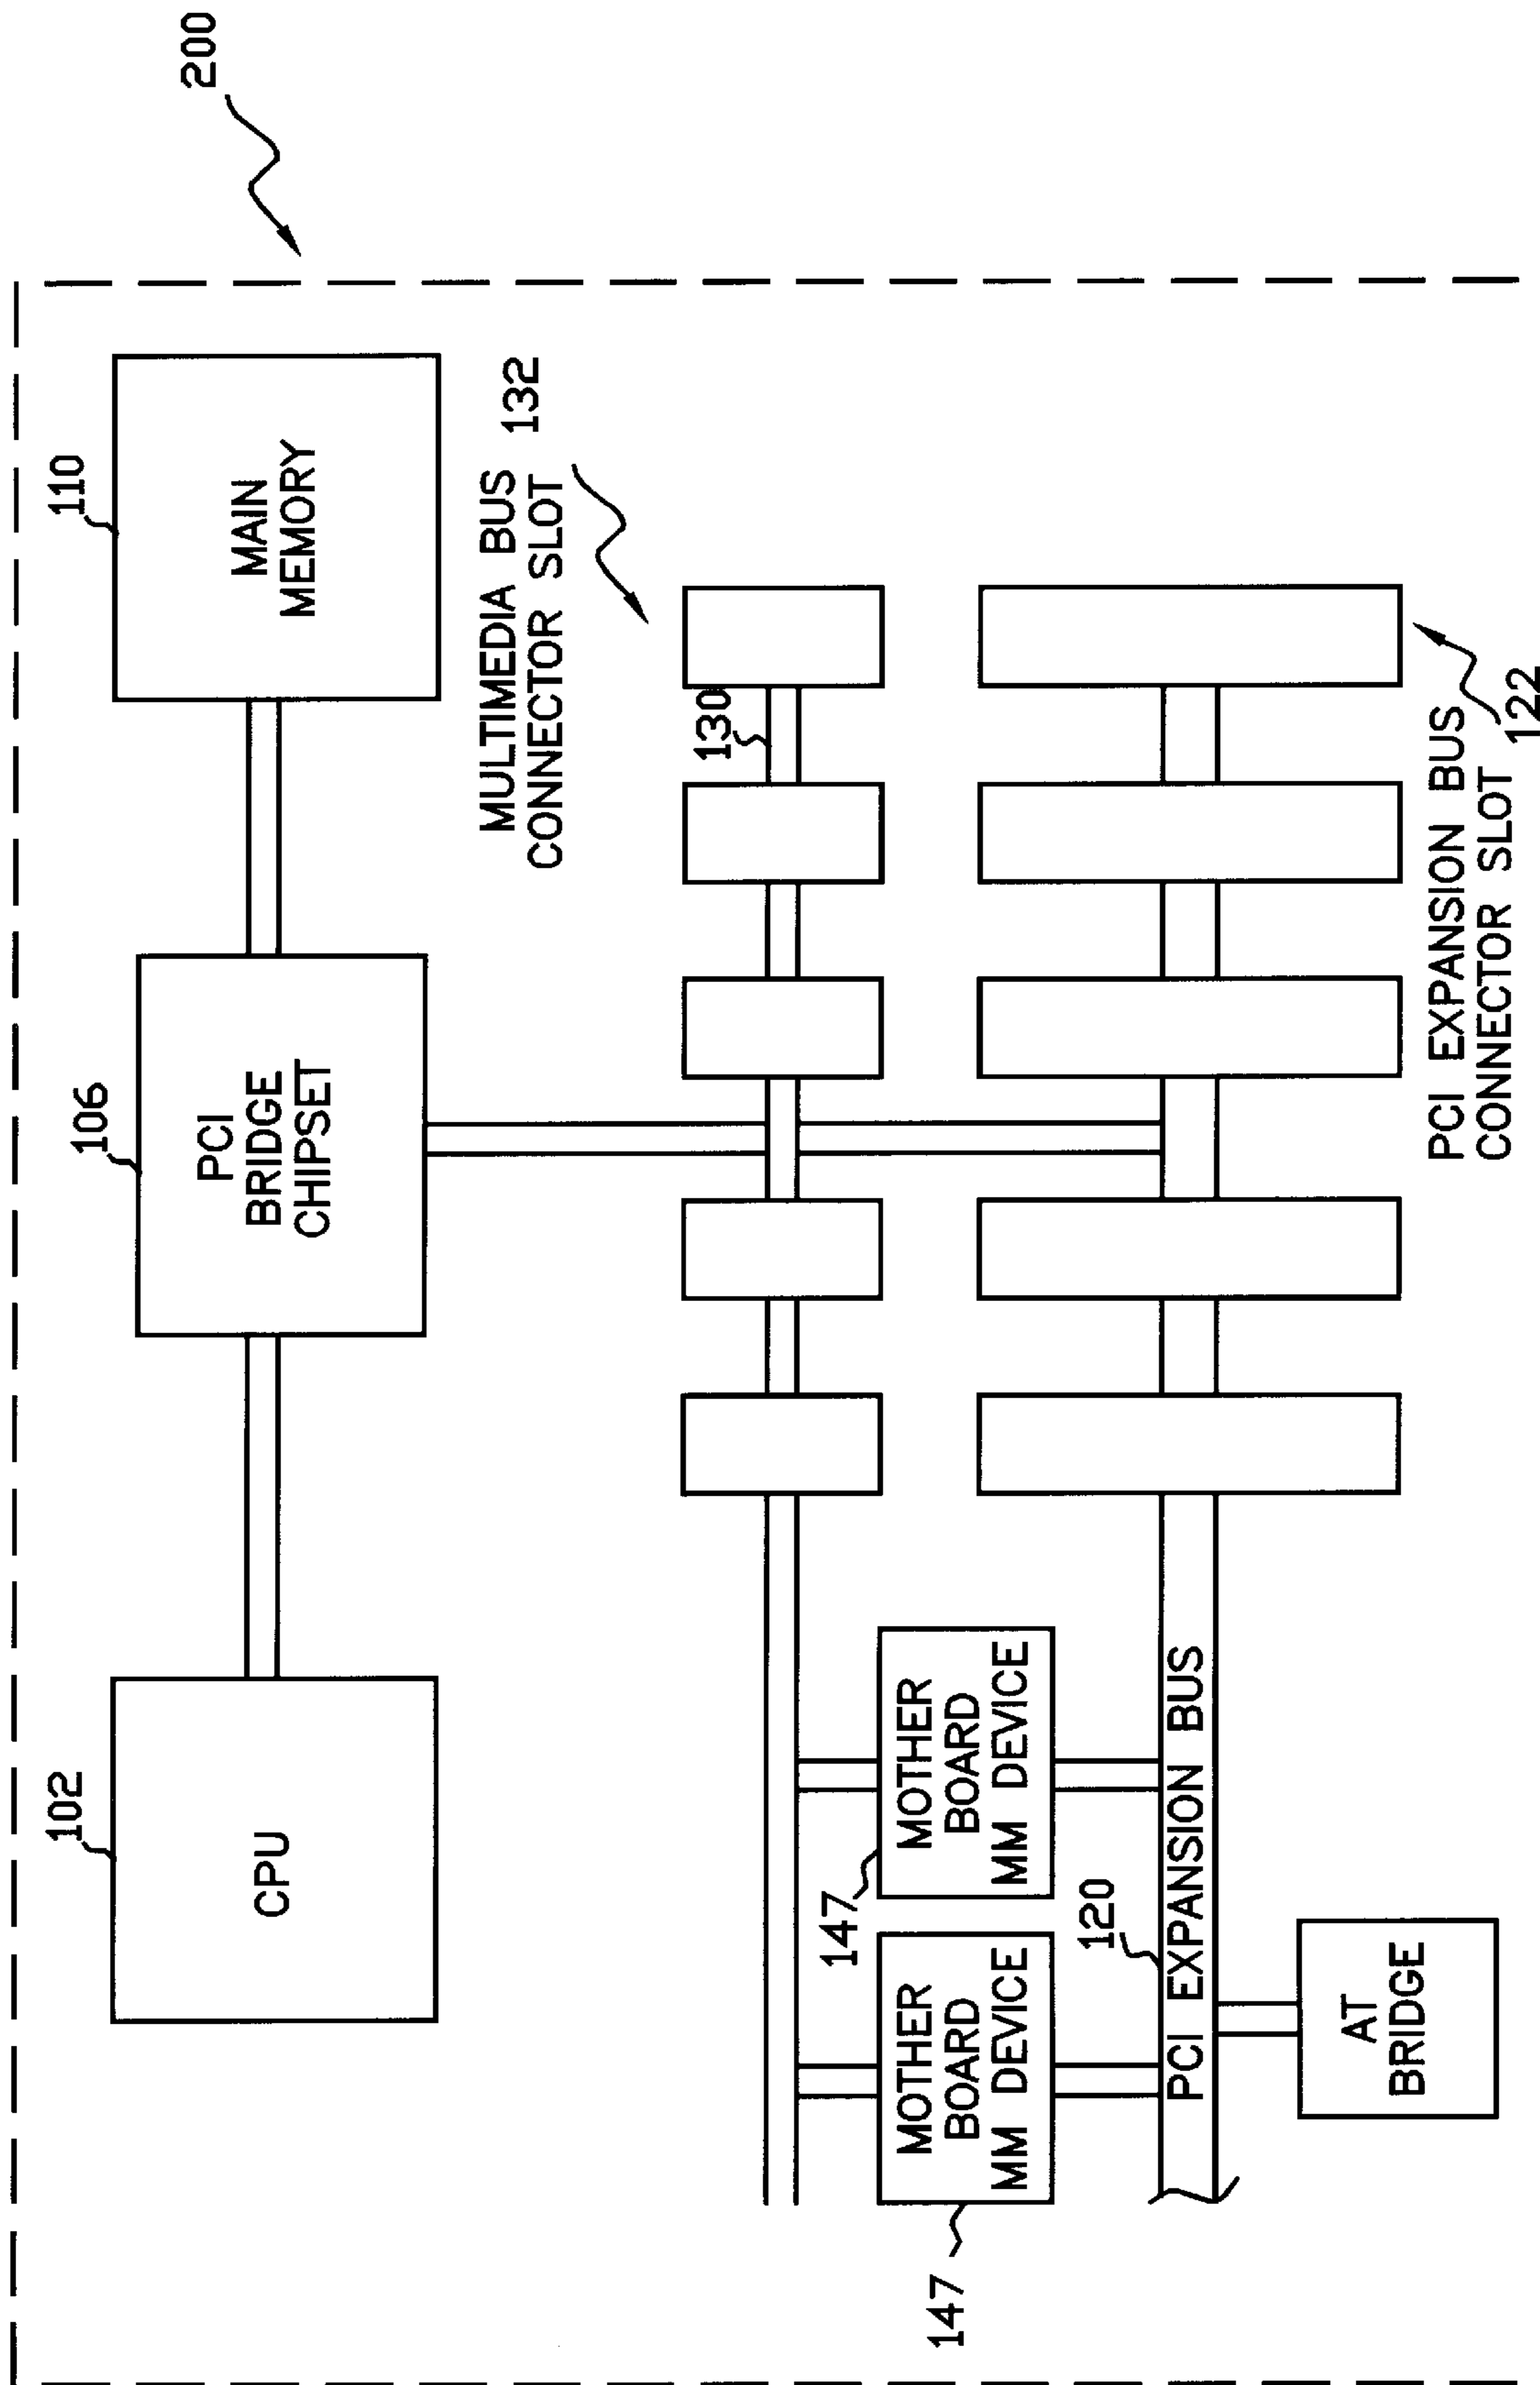 200
110
MAIN
MEMORY
106
PCI
BRIDGE
CHIPSET
102
CPU
MULTIMEDIA BUS 132
CONNECTOR SLOT
130
147
MOTHER
BOARD
MM DEVICE
147
MOTHER
BOARD
MM DEVICE
120
PCI EXPANSION BUS
AT
BRIDGE
PCI EXPANSION BUS
CONNECTOR SLOT
122